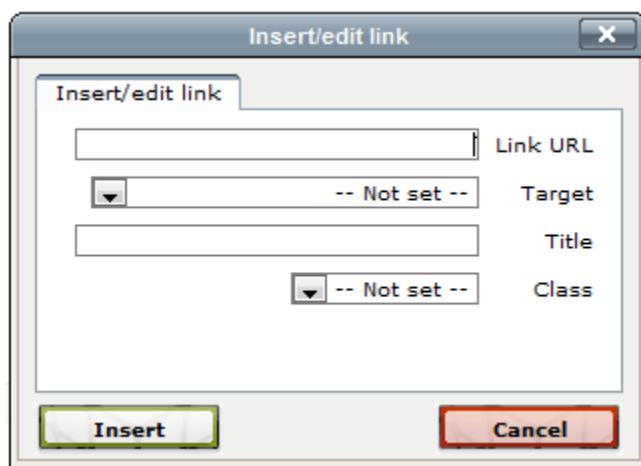 Insert/edit link
Insert/edit link
Link URL
-- Not set -- Target
Title
-- Not set -- Class
Insert Cancel